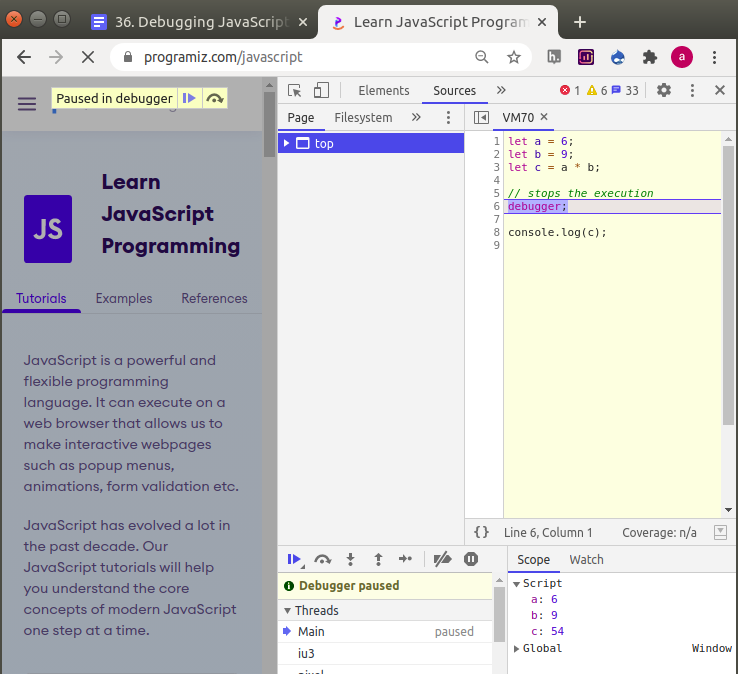 36. Debugging JavaScript
Learn JavaScript Program
programiz.com/javascript
h.
a
Paused in debugger
Elements
Sources
1
6
33
Page
Filesystem
VM70
top
1 let a = 6;
2 let b = 9;
3 let c = a * b;
4
5 // stops the execution
6 debugger;
7
8 console.log(c);
9
JS
Learn
JavaScript
Programming
Tutorials
Examples
References
JavaScript is a powerful and
flexible programming
language. It can execute on a
web browser that allows us to
make interactive webpages
such as popup menus,
animations, form validation etc.
JavaScript has evolved a lot in
the past decade. Our
JavaScript tutorials will help
you understand the core
concepts of modern JavaScript
one step at a time.
{} Line 6, Column 1
Coverage: n/a
Debugger paused
Threads
Main
paused
iu3
Scope
Watch
Script
a: 6
b: 9
c: 54
Global
Window